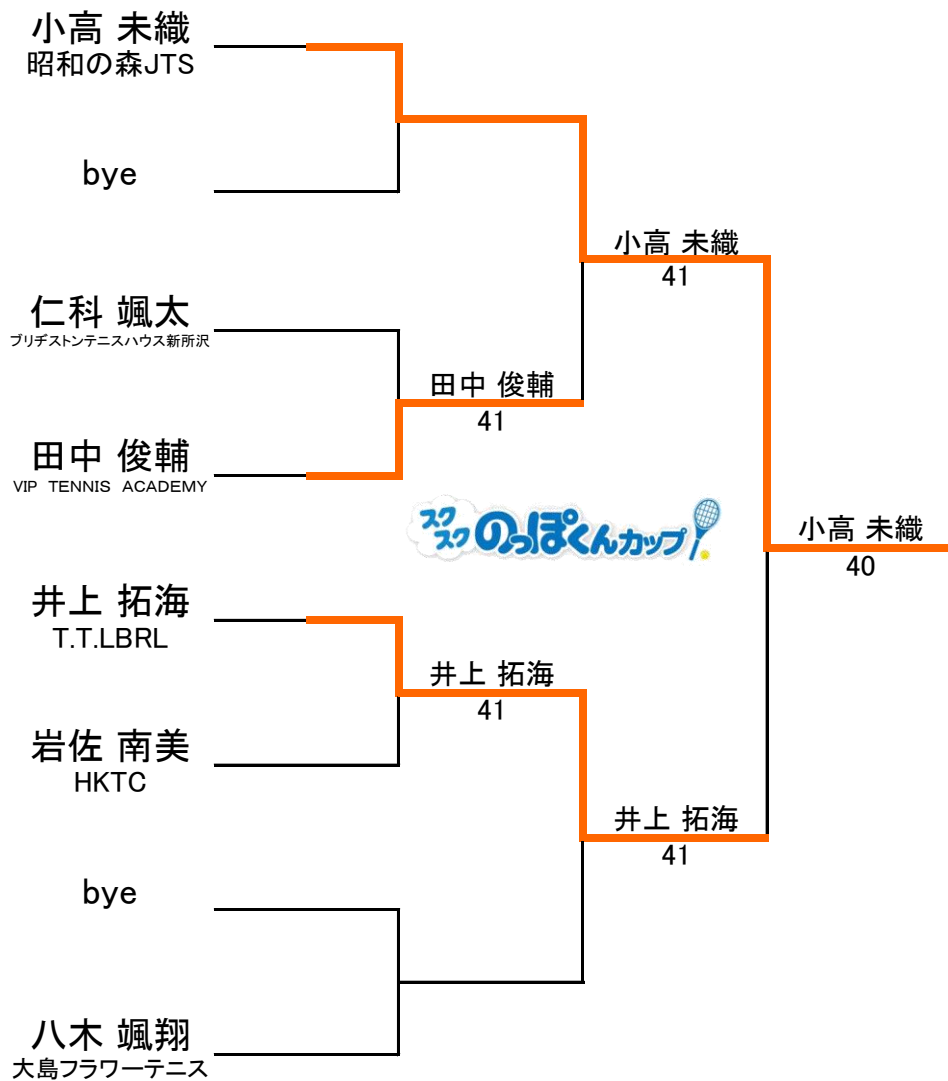 小高 未織
昭和の森JTS
bye
小高 未織
41
仁科 颯太
ブリヂストンテニスハウス新所沢
田中 俊輔
41
田中 俊輔
VIP TENNIS ACADEMY
スクスク のっぽくんカップ
小高 未織
40
井上 拓海
T.T.LBRL
井上 拓海
41
岩佐 南美
HKTC
井上 拓海
41
bye
八木 颯翔
大島フラワーテニス